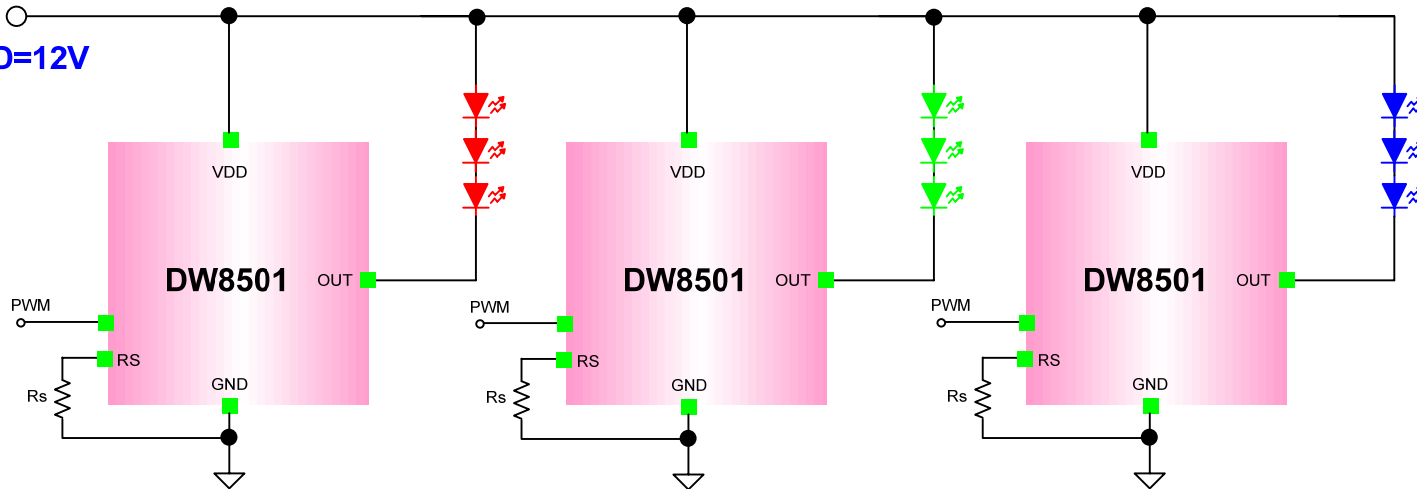 D=12V
VDD
VDD
VDD
DW8501
OUT
DW8501
OUT
DW8501
OUT
PWM
PWM
PWM
RS
RS
RS
GND
GND
GND
Rs
Rs
Rs